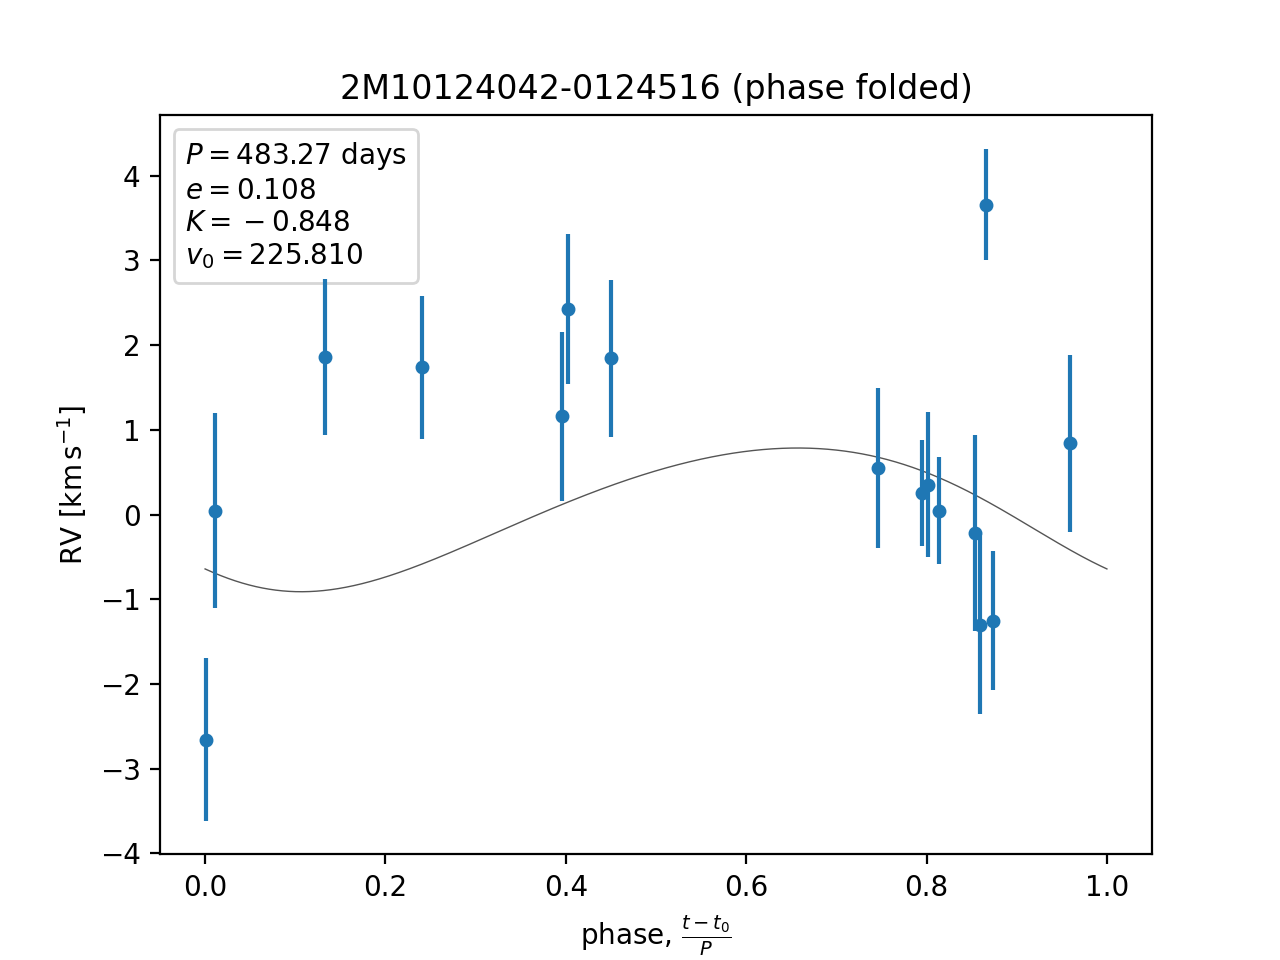 2M10124042-0124516 (phase folded)
P = 483.27 days
e = 0.108
K = − 0.848
v₀ = 225.810
4
3
2
1
0
−1
−2
−3
−4
RV [km s⁻¹]
0.0 0.2 0.4 0.6 0.8 1.0
phase, (t − t₀)/P